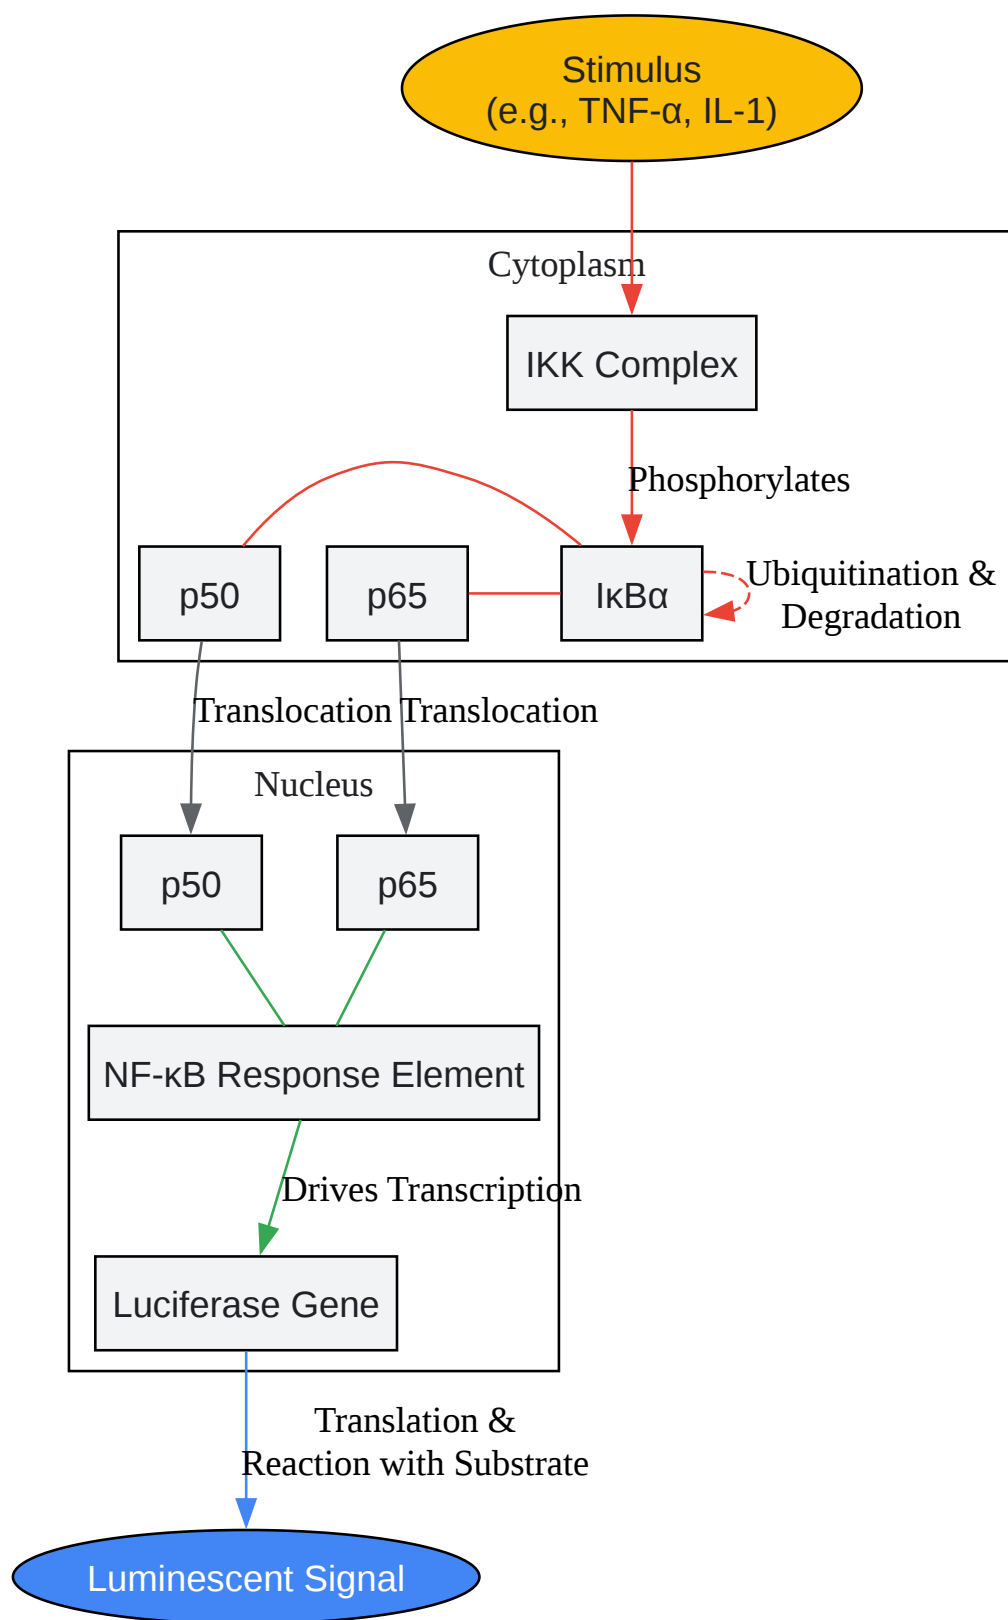 Stimulus
(e.g., TNF-α, IL-1)
Cytoplasm
IKK Complex
Phosphorylates
p50
p65
IκBα
Ubiquitination &
Degradation
Translocation
Translocation
Nucleus
p50
p65
NF-κB Response Element
Drives Transcription
Luciferase Gene
Translation &
Reaction with Substrate
Luminescent Signal